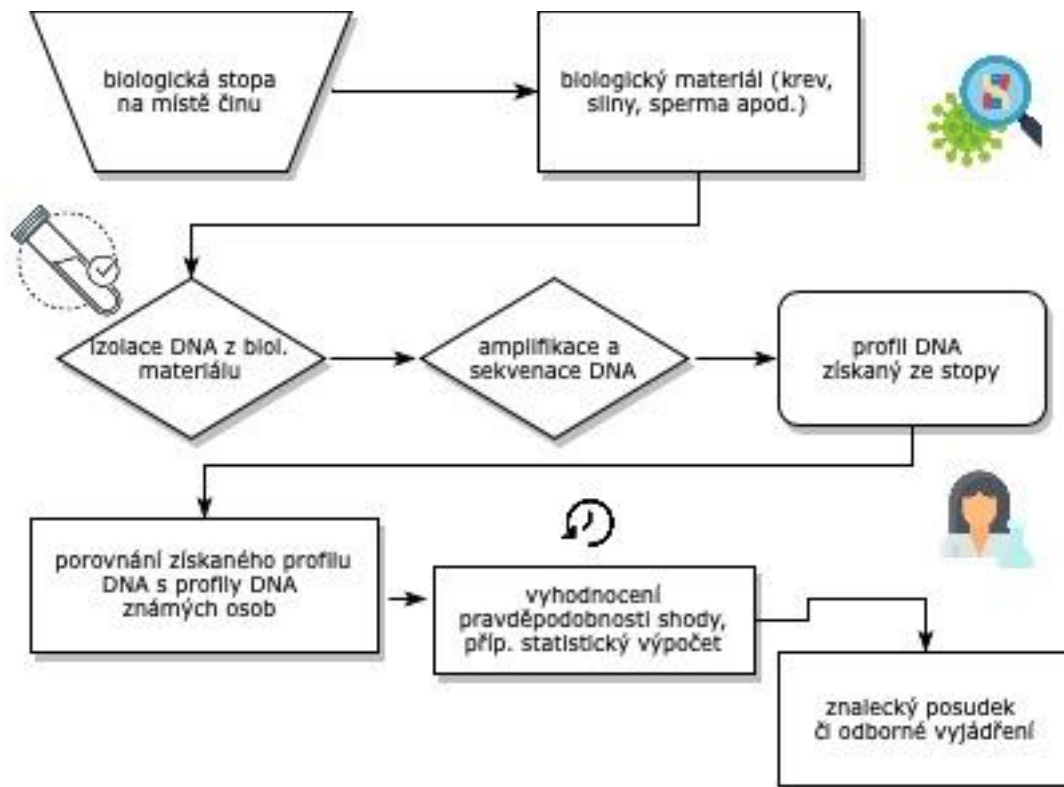 biologická stopa
na místě činu
biologický materiál (krev,
sliny, sperma apod.)
izolace DNA z biol.
materiálu
amplifikace a
sekvenace DNA
profil DNA
získaný ze stopy
porovnání získaného profilu
DNA s profily DNA
známých osob
vyhodnocení
pravděpodobnosti shody,
příp. statistický výpočet
znalecký posudek
či odborné vyjádření